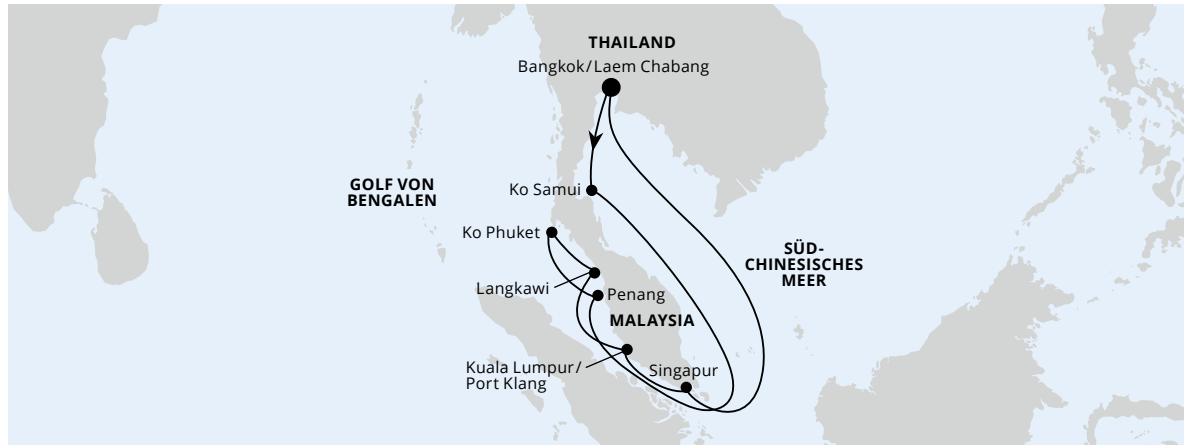 THAILAND
Bangkok/Laem Chabang
GOLF VON
BENGALEN
Ko Samui
Ko Phuket
SÜD-
CHINESISCHES
MEER
Langkawi
Penang
MALAYSIA
Kuala Lumpur/
Port Klang
Singapur